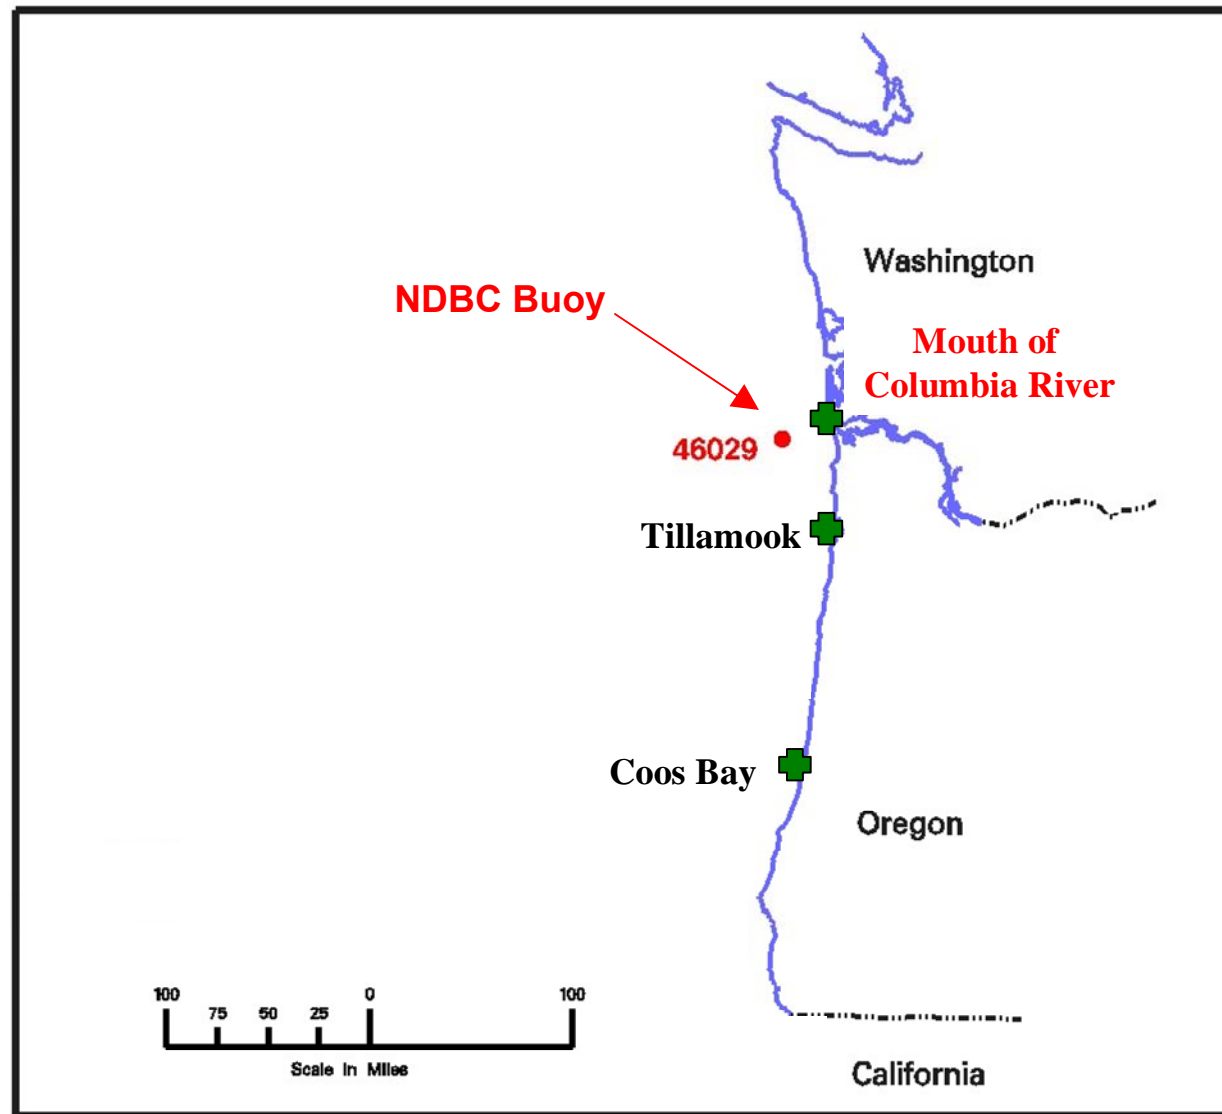 Washington
NDBC Buoy
Mouth of
Columbia River
46029
Tillamook
Coos Bay
Oregon
100 75 50 25 0 100
Scale In Miles
California